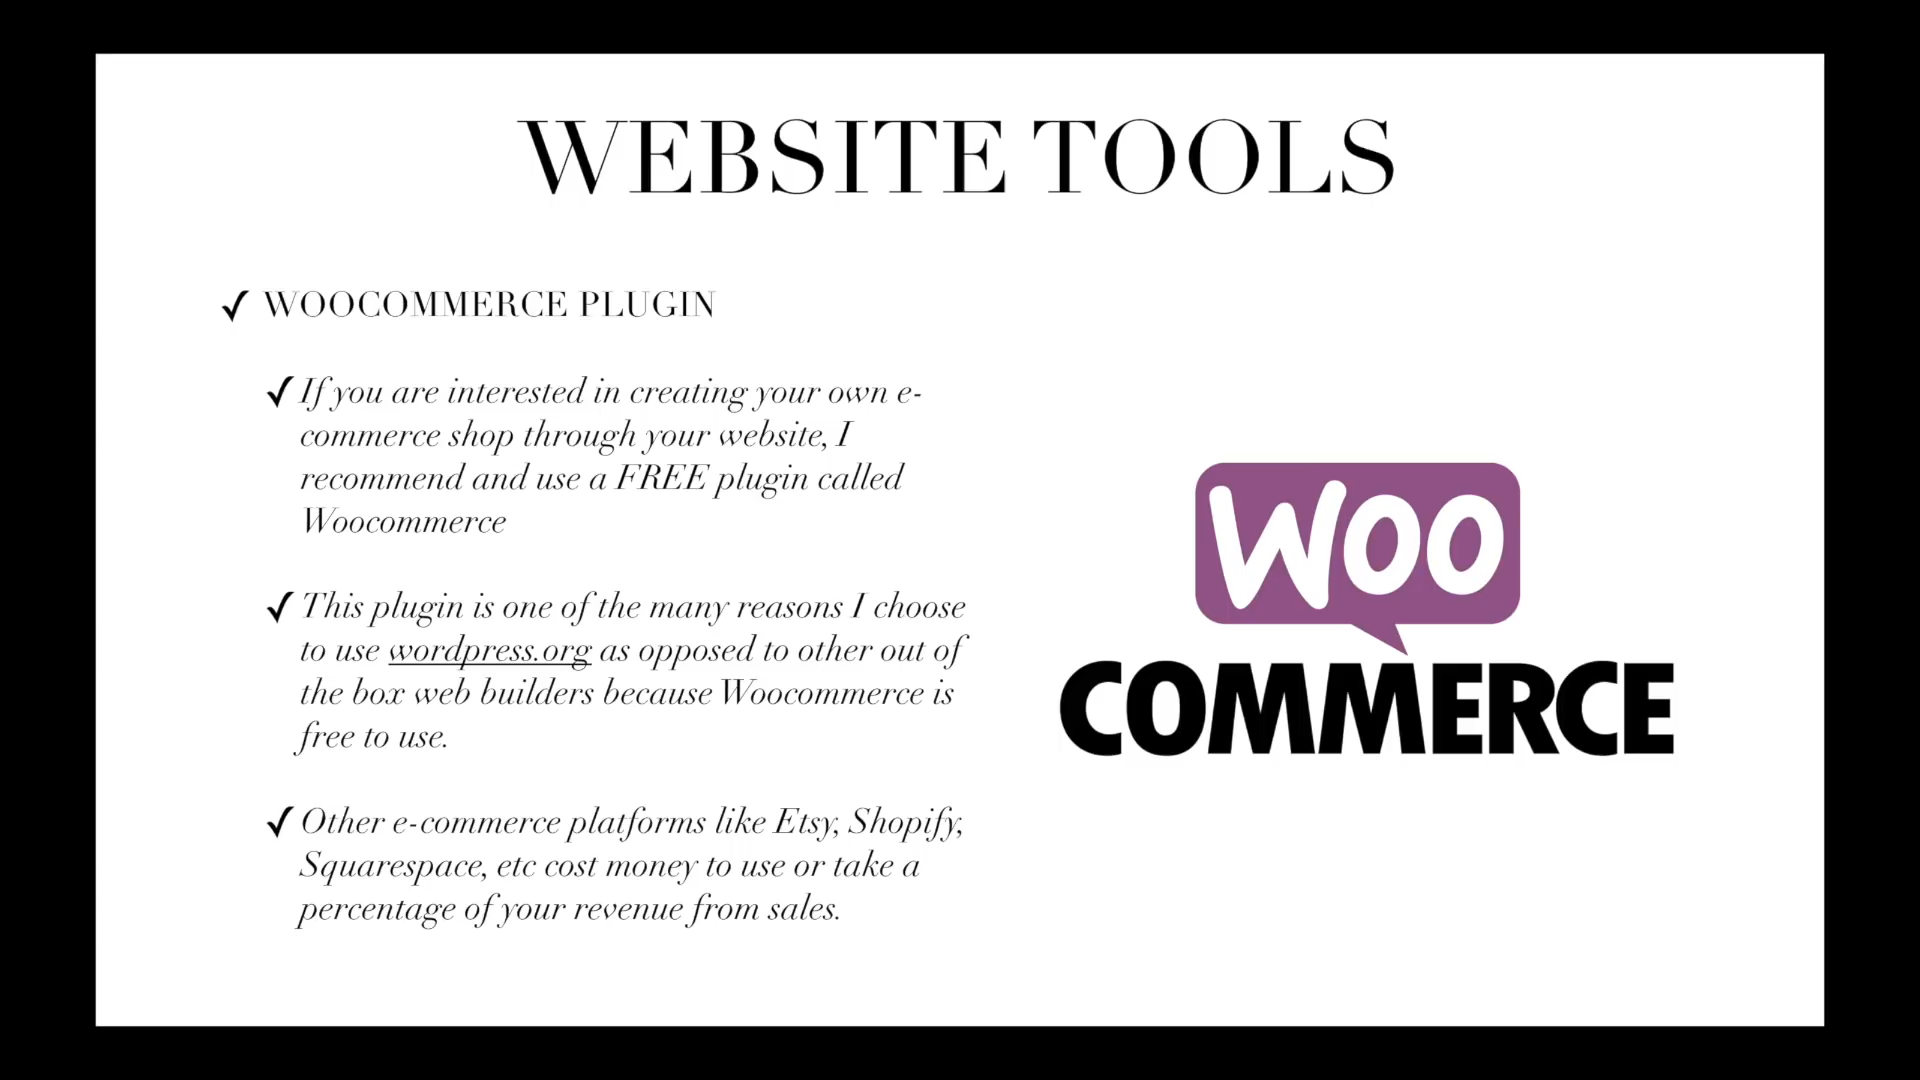 WEBSITE TOOLS
✓ WOOCOMMERCE PLUGIN
✓ If you are interested in creating your own e-
commerce shop through your website, I
recommend and use a FREE plugin called
Woocommerce
✓ This plugin is one of the many reasons I choose
to use wordpress.org as opposed to other out of
the box web builders because Woocommerce is
free to use.
✓ Other e-commerce platforms like Etsy, Shopify,
Squarespace, etc cost money to use or take a
percentage of your revenue from sales.
WOO
COMMERCE